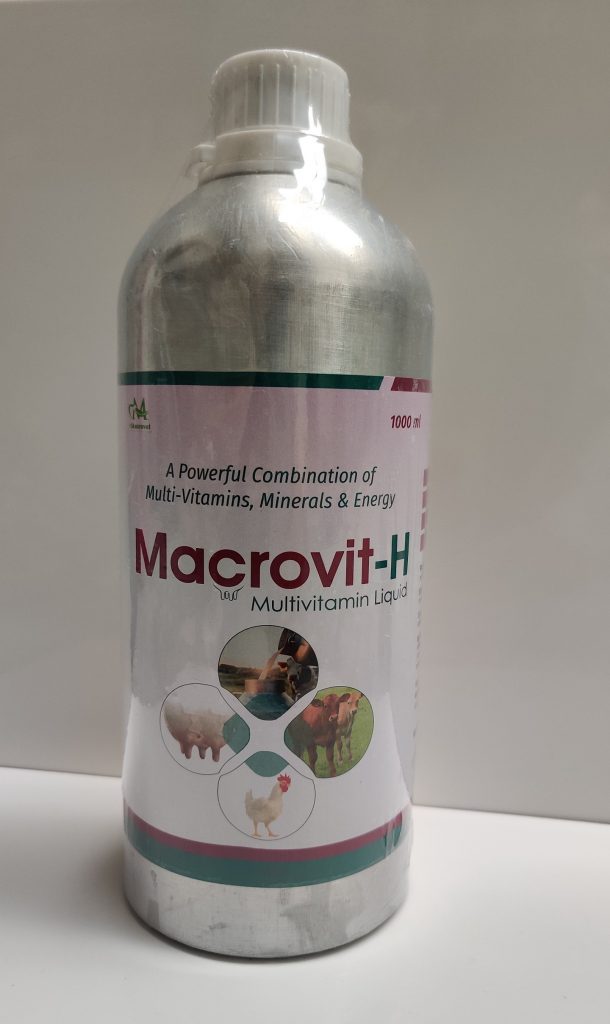 1000 ml
A Powerful Combination of
Multi-Vitamins, Minerals & Energy
Macrovit-H
Multivitamin Liquid